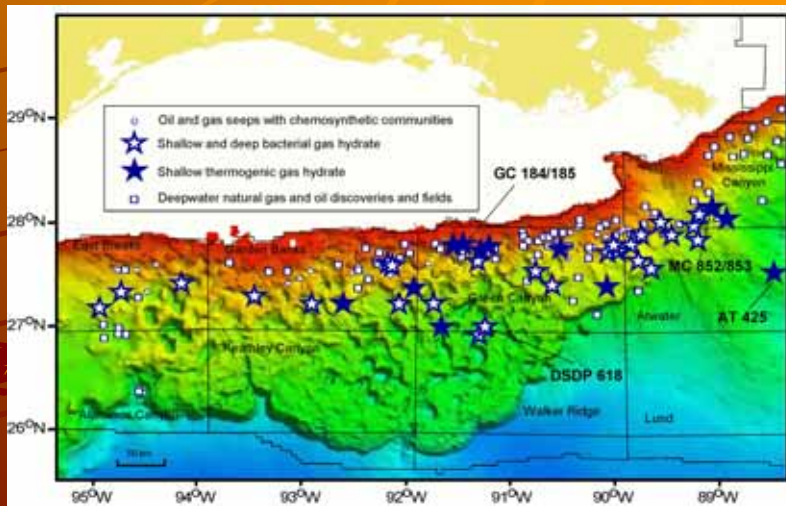 Oil and gas seeps with chemosynthetic communities
Shallow and deep bacterial gas hydrate
Shallow thermogenic gas hydrate
Deepwater natural gas and oil discoveries and fields
GC 184/185
Mississippi
Canyon
East Breaks
Garden Banks
Green Canyon
MC 852/853
AT 425
Atwater
Keathley Canyon
DSDP 618
Walker Ridge
Lund
29°N
28°N
27°N
26°N
95°W
94°W
93°W
92°W
91°W
90°W
89°W